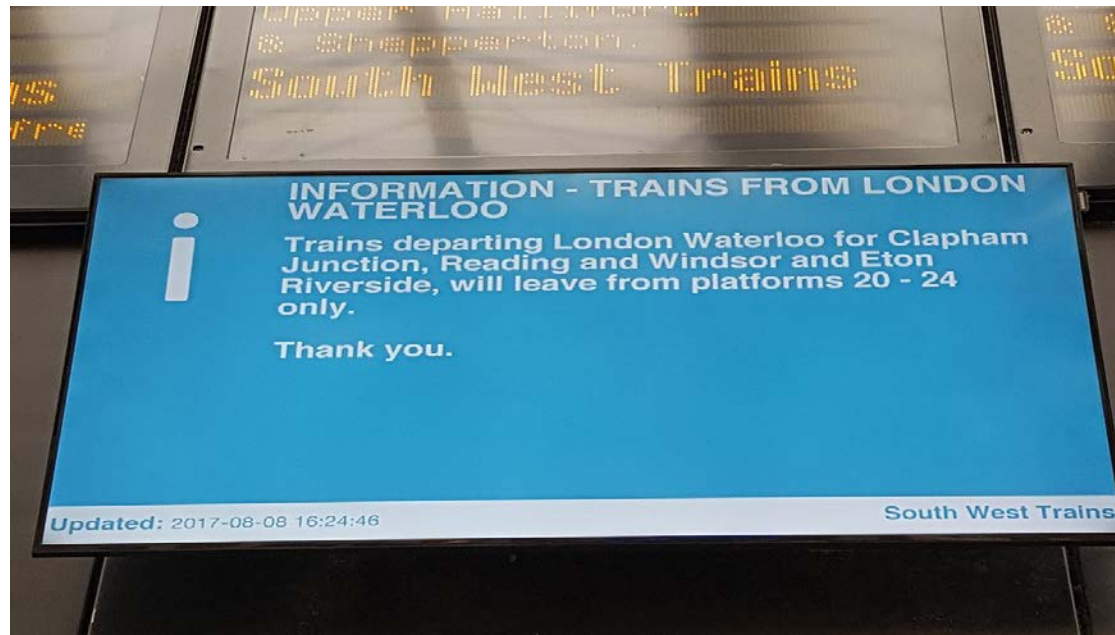 Upper Halliford
& Shepperton.
South West Trains
INFORMATION - TRAINS FROM LONDON
WATERLOO
Trains departing London Waterloo for Clapham
Junction, Reading and Windsor and Eton
Riverside, will leave from platforms 20 - 24
only.
Thank you.
Updated: 2017-08-08 16:24:46
South West Trains